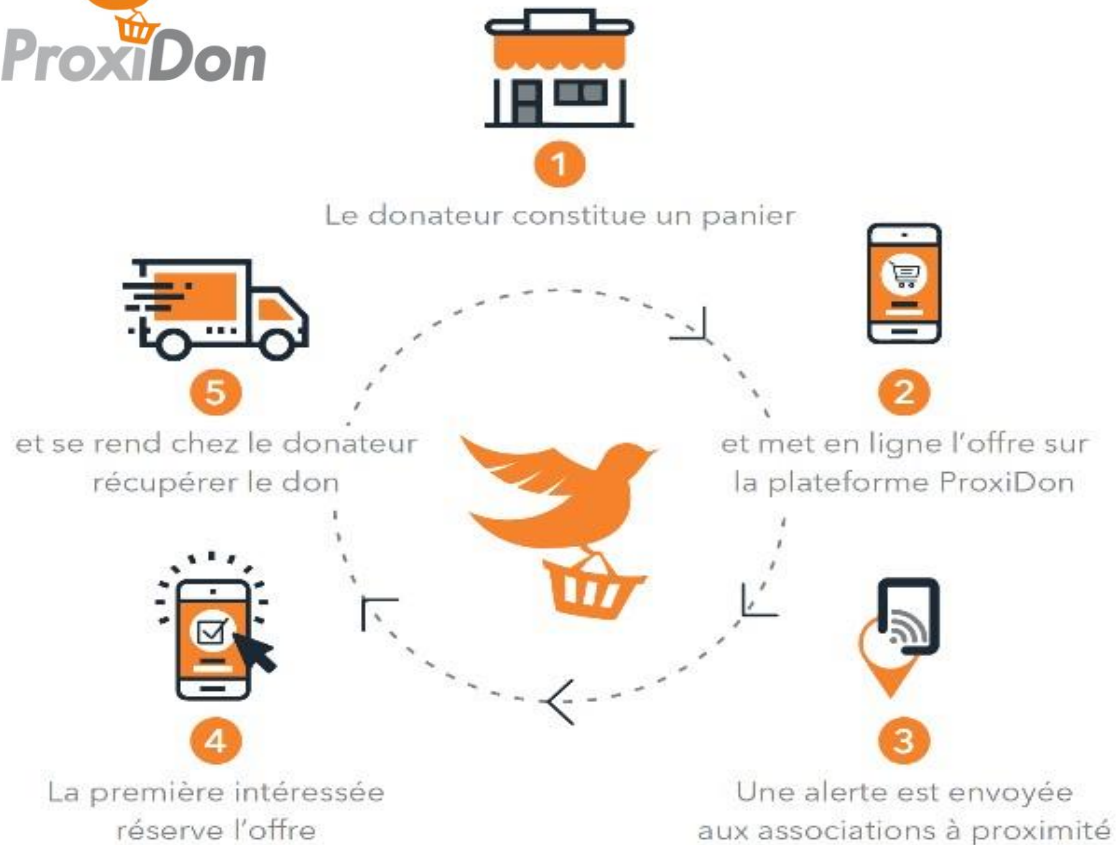 ProxiDon
1
Le donateur constitue un panier
2
et met en ligne l'offre sur
la plateforme ProxiDon
3
Une alerte est envoyée
aux associations à proximité
4
La première intéressée
réserve l'offre
5
et se rend chez le donateur
récupérer le don